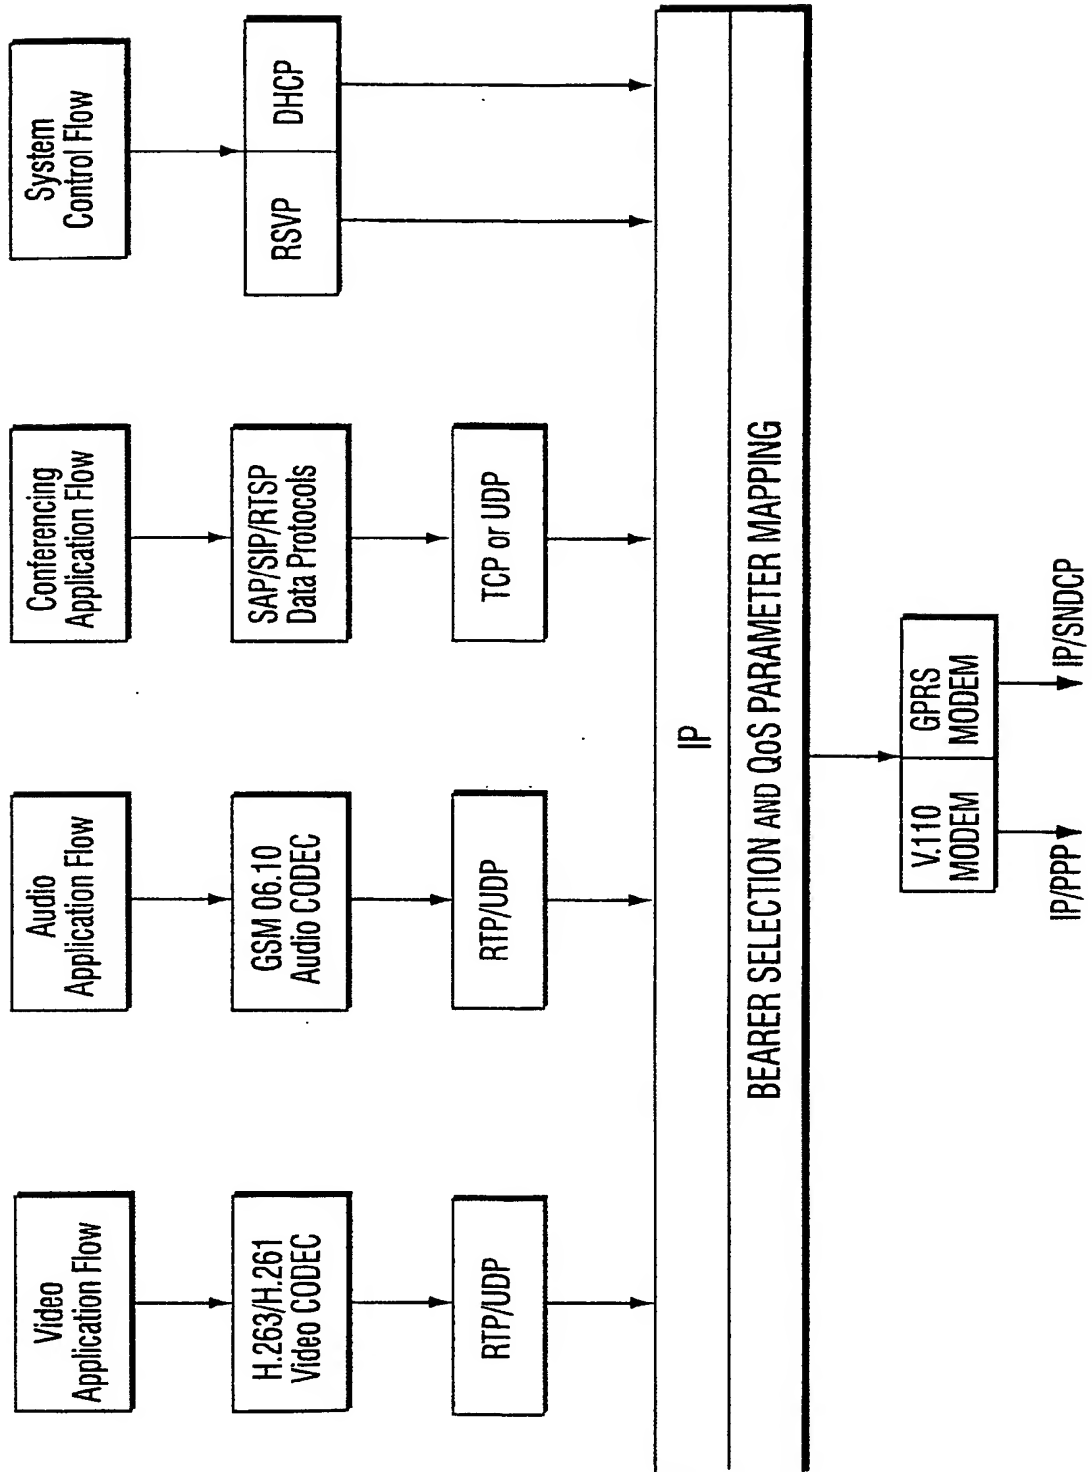 Video
Application Flow
Audio
Application Flow
Conferencing
Application Flow
System
Control Flow
H.263/H.261
Video CODEC
GSM 06.10
Audio CODEC
SAP/SIP/RTSP
Data Protocols
RSVP
DHCP
RTP/UDP
RTP/UDP
TCP or UDP
IP
BEARER SELECTION AND QoS PARAMETER MAPPING
V.110
MODEM
GPRS
MODEM
IP/PPP
IP/SNDCP